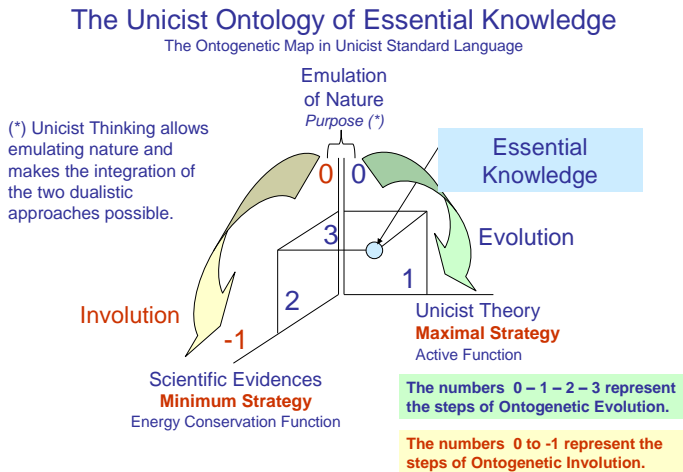 The Unicist Ontology of Essential Knowledge
The Ontogenetic Map in Unicist Standard Language
Emulation
of Nature
Purpose (*)
(*) Unicist Thinking allows
emulating nature and
makes the integration of
the two dualistic
approaches possible.
Essential
Knowledge
0
0
3
Evolution
1
2
Involution
-1
Unicist Theory
Maximal Strategy
Active Function
Scientific Evidences
Minimum Strategy
Energy Conservation Function
The numbers 0 – 1 – 2 – 3 represent
the steps of Ontogenetic Evolution.
The numbers 0 to -1 represent the
steps of Ontogenetic Involution.